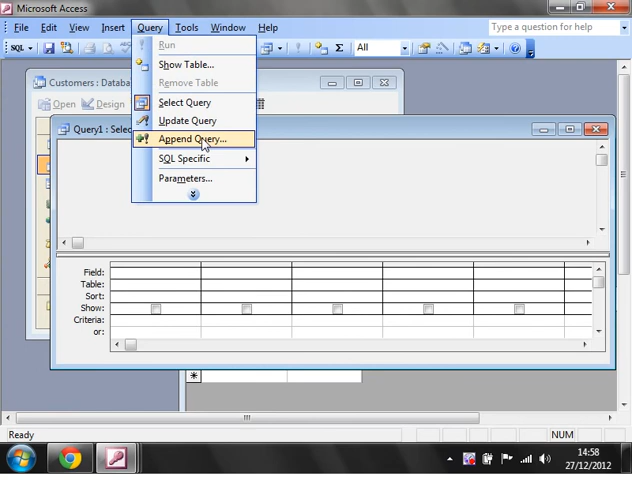 Microsoft Access
File Edit View Insert Query Tools Window Help
Type a question for help
SQL
All
Run
Show Table...
Remove Table
Select Query
Update Query
Append Query...
SQL Specific
Parameters...
Customers : Databa
Open Design
Query1 : Selec
Field:
Table:
Sort:
Show:
Criteria:
or:
Ready
NUM
14:58
27/12/2012